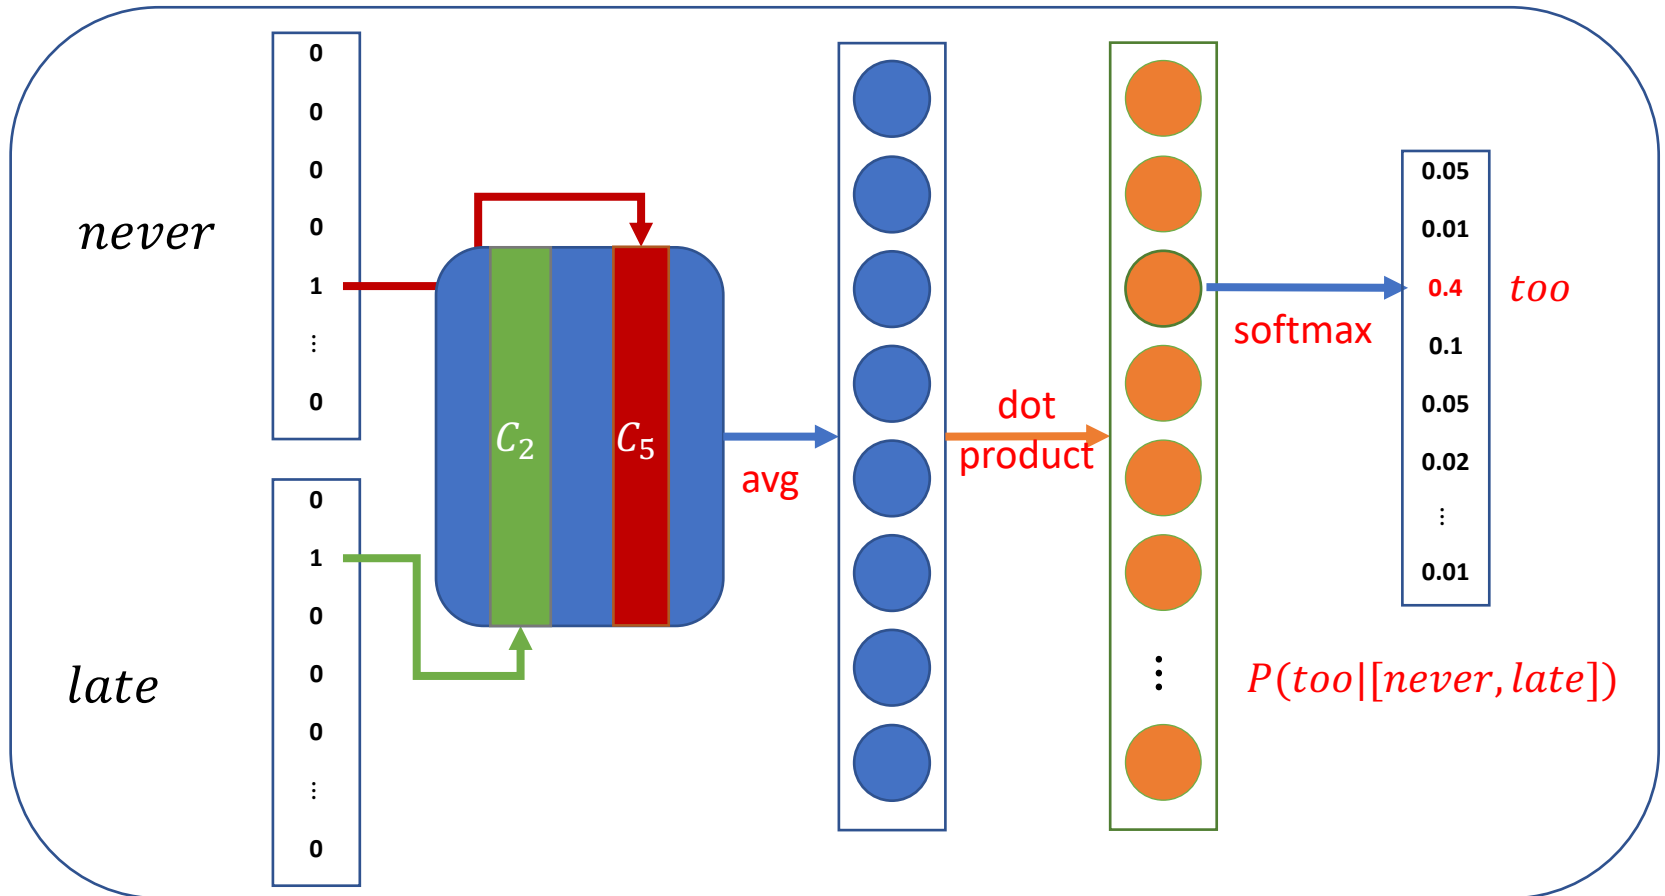 never
0
0
0
0
1
⋮
0
late
0
1
0
0
0
⋮
0
C₂
C₅
avg
dot
product
softmax
0.05
0.01
0.4
0.1
0.05
0.02
⋮
0.01
too
⋮
P(too|[never, late])